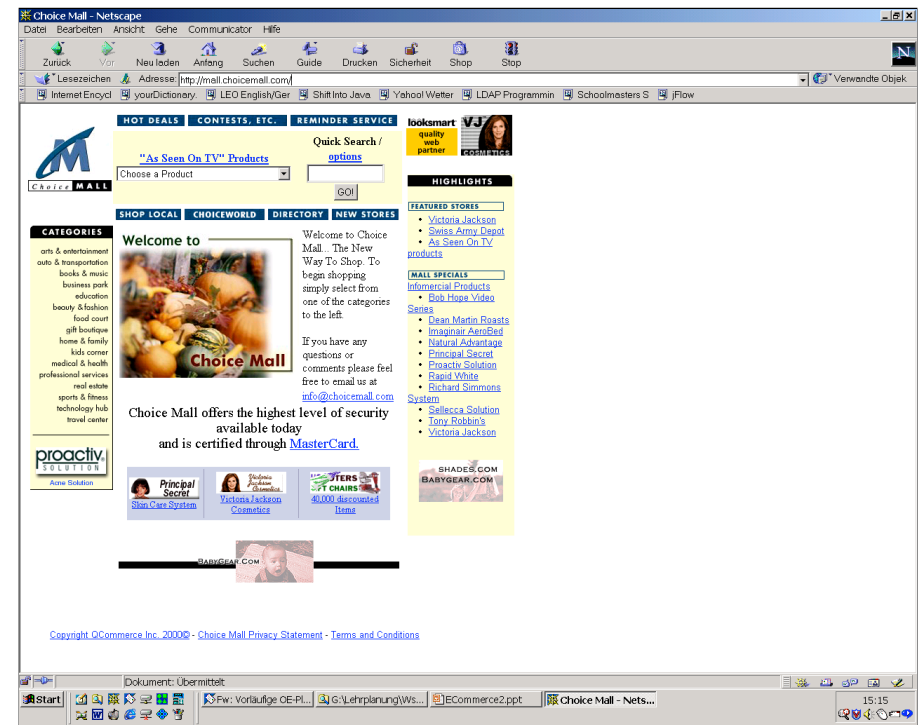 Choice Mall - Netscape
Datei Bearbeiten Ansicht Gehe Communicator Hilfe
Zurück Vor Neu laden Anfang Suchen Guide Drucken Sicherheit Shop Stop
N
Lesezeichen Adresse: http://mall.choicemall.com/ Verwandte Objek
Internet Encycl yourDictionary. LEO English/Ger Shift Into Java Yahoo! Wetter LDAP Programmin Schoolmasters S jFlow
M
Choice MALL
HOT DEALS CONTESTS, ETC. REMINDER SERVICE
"As Seen On TV" Products
Choose a Product
Quick Search /
options
GO!
SHOP LOCAL CHOICEWORLD DIRECTORY NEW STORES
looksmart
quality
web
partner
VJ
COSMETICS
CATEGORIES
arts & entertainment
auto & transportation
books & music
business park
education
beauty & fashion
food court
gift boutique
home & family
kids corner
medical & health
professional services
real estate
sports & fitness
technology hub
travel center
proactiv
SOLUTION
Acne Solution
Welcome to
Choice Mall
Welcome to Choice
Mall... The New
Way To Shop. To
begin shopping
simply select from
one of the categories
to the left.
If you have any
questions or
comments please feel
free to email us at
info@choicemall.com
Choice Mall offers the highest level of security
available today
and is certified through MasterCard.
Principal
Secret
Skin Care System
Victoria
Jackson
Cosmetics
Victoria Jackson
Cosmetics
TERS
T CHAIRS
40,000 discounted
Items
BABYGEAR.COM
HIGHLIGHTS
FEATURED STORES
• Victoria Jackson
• Swiss Army Depot
• As Seen On TV
products
MALL SPECIALS
Infomercial Products
• Bob Hope Video
Series
• Dean Martin Roasts
• Imaginair AeroBed
• Natural Advantage
• Principal Secret
• Proactiv Solution
• Rapid White
• Richard Simmons
System
• Sellecca Solution
• Tony Robbin's
• Victoria Jackson
SHADES.COM
BABYGEAR.COM
Copyright QCommerce Inc. 2000© - Choice Mall Privacy Statement - Terms and Conditions
Dokument: Übermittelt
Start Fw: Vorläufige OE-Pl... G:\Lehrplanung\Ws... ECommerce2.ppt Choice Mall - Nets... 15:15